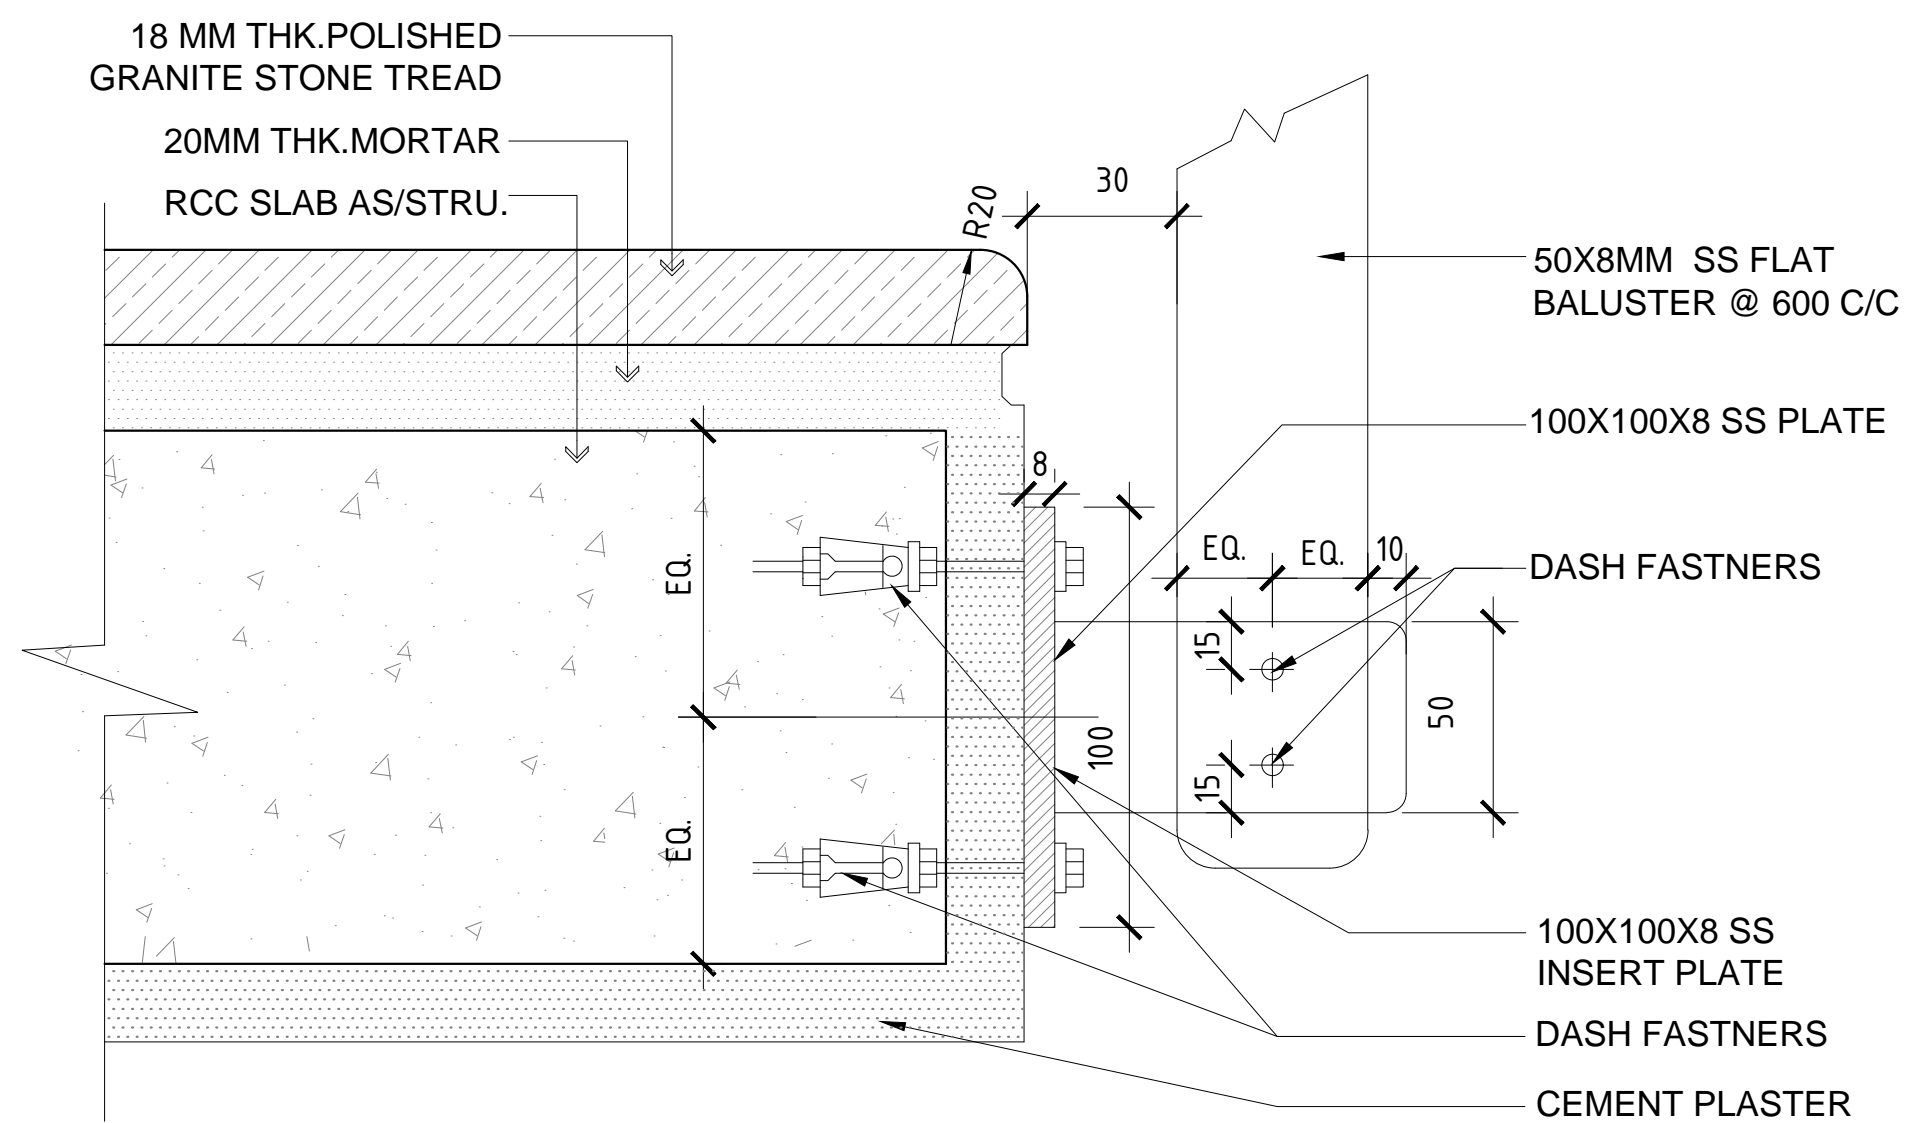 18 MM THK.POLISHED
GRANITE STONE TREAD
20MM THK.MORTAR
RCC SLAB AS/STRU.
R20
30
50X8MM SS FLAT
BALUSTER @ 600 C/C
100X100X8 SS PLATE
8
EQ.
EQ.
10
DASH FASTNERS
EQ.
15
50
100
15
EQ.
100X100X8 SS
INSERT PLATE
DASH FASTNERS
CEMENT PLASTER